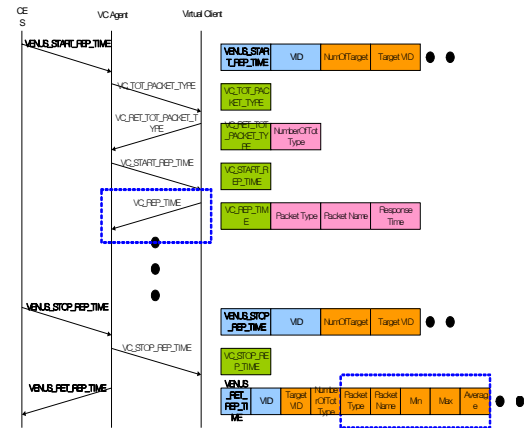 CE
S
VC Agent
Virtual Client
VENUS_START_REP_TIME
VENUS_STAR
T_REP_TIME
VID
NumOfTarget
Target VID
VC_TOT_PACKET_TYPE
VC_TOT_PAC
KET_TYPE
VC_RET_TOT_PACKET_T
YPE
VC_RET_TOT
_PACKET_TY
PE
NumberOfTot
Type
VC_START_REP_TIME
VC_START_R
EP_TIME
VC_REP_TIME
VC_REP_TIM
E
Packet Type
Packet Name
Response
Time
VENUS_STOP_REP_TIME
VENUS_STOP
_REP_TIME
VID
NumOfTarget
Target VID
VC_STOP_REP_TIME
VC_STOP_RE
P_TIME
VENUS_RET_REP_TIME
VENUS
_RET_
REP_TI
ME
VID
Target
VID
Numbe
rOfTot
Type
Packet
Type
Packet
Name
Min
Max
Averag
e